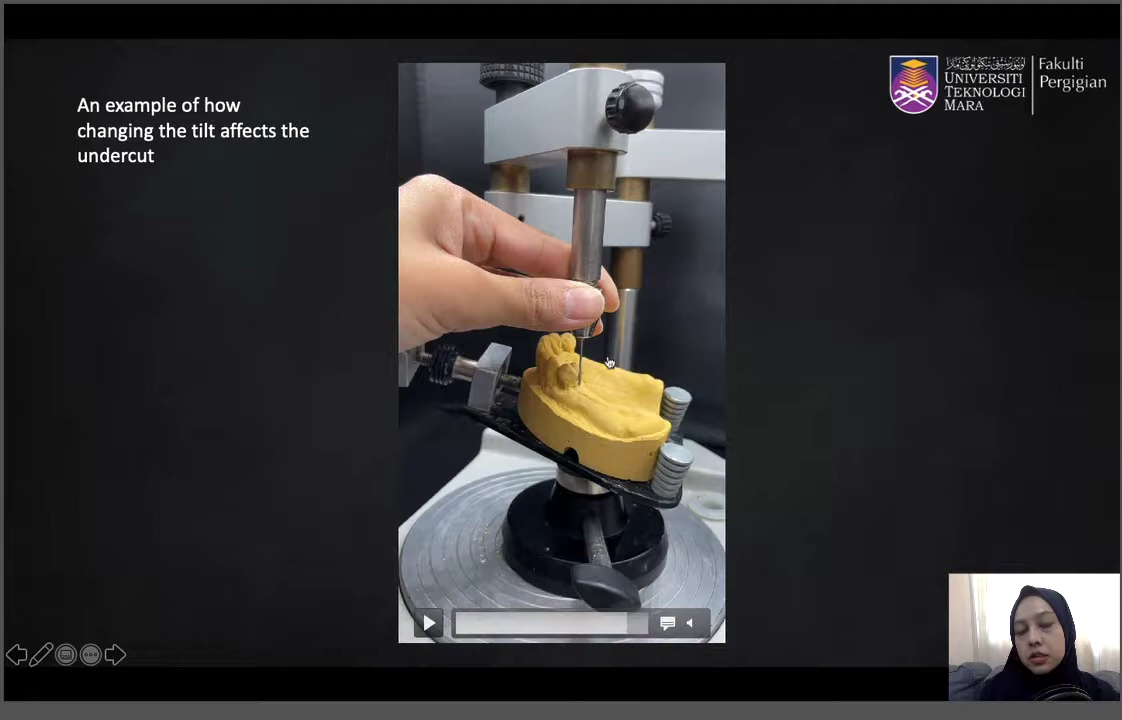 An example of how
changing the tilt affects the
undercut
UNIVERSITI
TEKNOLOGI
MARA
Fakulti
Pergigian